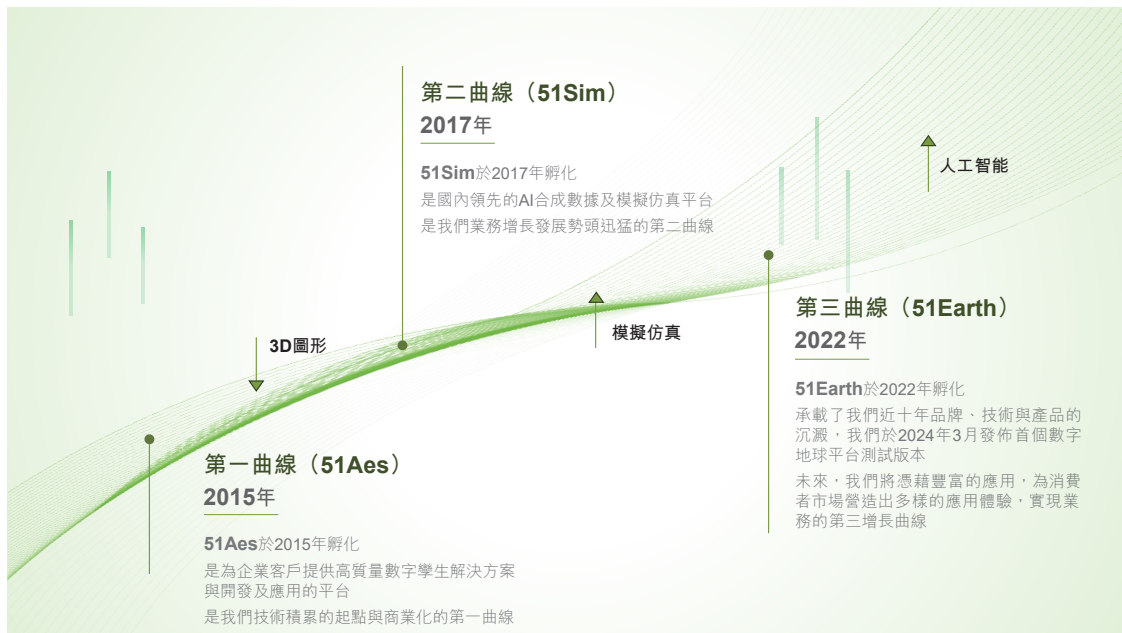 第二曲線（51Sim）
2017年
51Sim於2017年孵化
是國內領先的AI合成數據及模擬仿真平台
是我們業務增長發展勢頭迅猛的第二曲線
人工智能
第三曲線（51Earth）
2022年
51Earth於2022年孵化
承載了我們近十年品牌、技術與產品的
沉澱，我們於2024年3月發佈首個數字
地球平台測試版本
未來，我們將憑藉豐富的應用，為消費
者市場營造出多樣的應用體驗，實現業
務的第三增長曲線
模擬仿真
3D圖形
第一曲線（51Aes）
2015年
51Aes於2015年孵化
是為企業客戶提供高質量數字孿生解決方案
與開發及應用的平台
是我們技術積累的起點與商業化的第一曲線